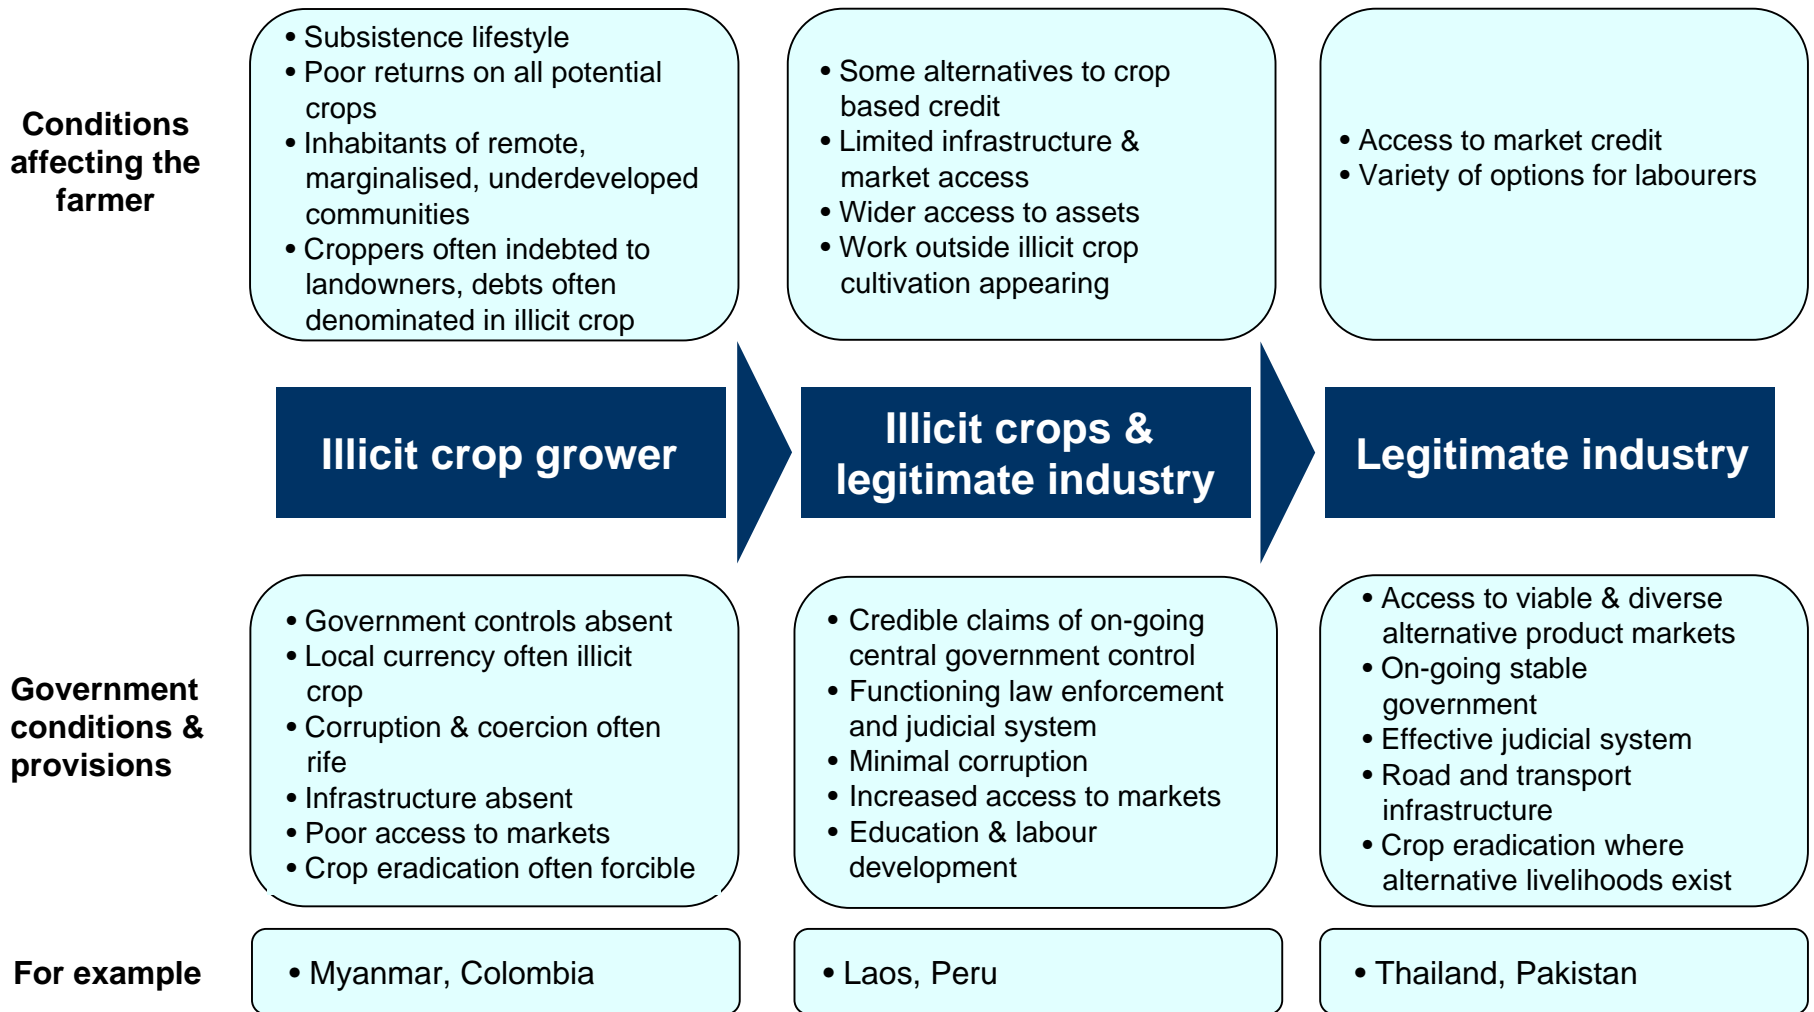 Conditions
affecting the
farmer
• Subsistence lifestyle
• Poor returns on all potential
crops
• Inhabitants of remote,
marginalised, underdeveloped
communities
• Croppers often indebted to
landowners, debts often
denominated in illicit crop
• Some alternatives to crop
based credit
• Limited infrastructure &
market access
• Wider access to assets
• Work outside illicit crop
cultivation appearing
• Access to market credit
• Variety of options for labourers
Illicit crop grower
Illicit crops &
legitimate industry
Legitimate industry
Government
conditions &
provisions
• Government controls absent
• Local currency often illicit
crop
• Corruption & coercion often
rife
• Infrastructure absent
• Poor access to markets
• Crop eradication often forcible
• Credible claims of on-going
central government control
• Functioning law enforcement
and judicial system
• Minimal corruption
• Increased access to markets
• Education & labour
development
• Access to viable & diverse
alternative product markets
• On-going stable
government
• Effective judicial system
• Road and transport
infrastructure
• Crop eradication where
alternative livelihoods exist
For example
• Myanmar, Colombia
• Laos, Peru
• Thailand, Pakistan